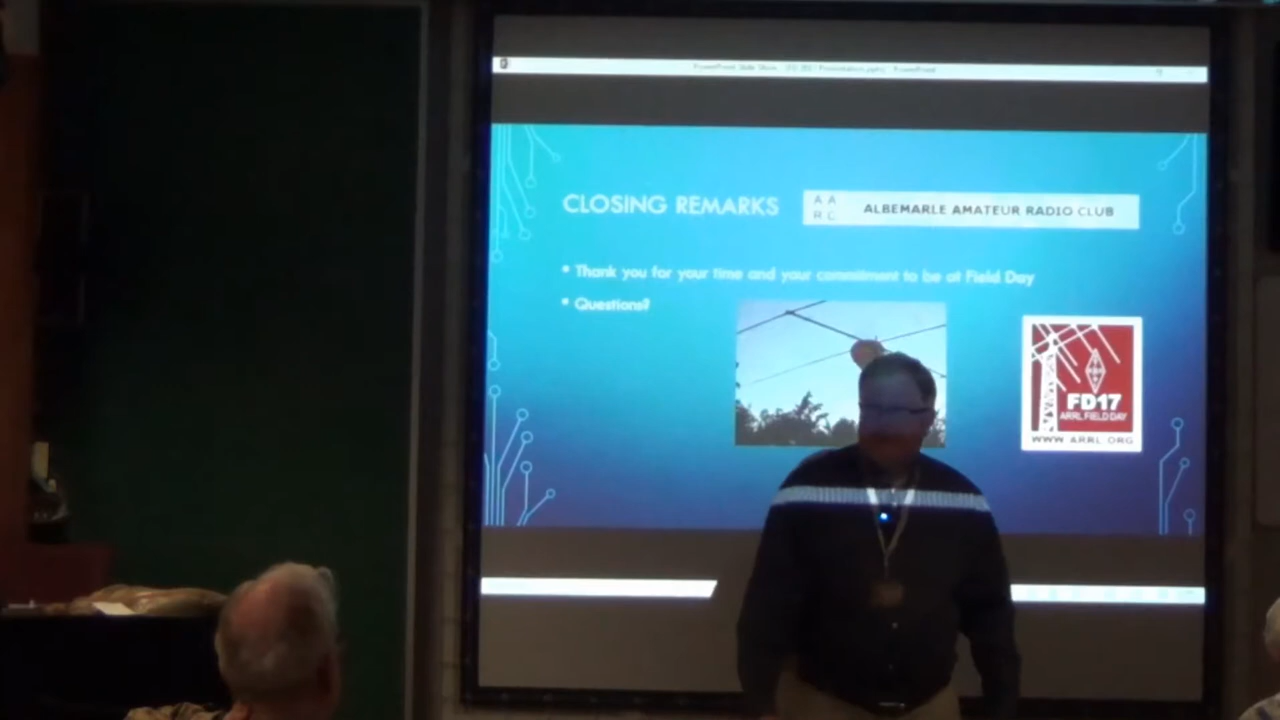 CLOSING REMARKS
A A
R C
ALBEMARLE AMATEUR RADIO CLUB
• Thank you for your time and your commitment to be at Field Day
• Questions?
FD17
ARRL FIELD DAY
WWW ARRL ORG